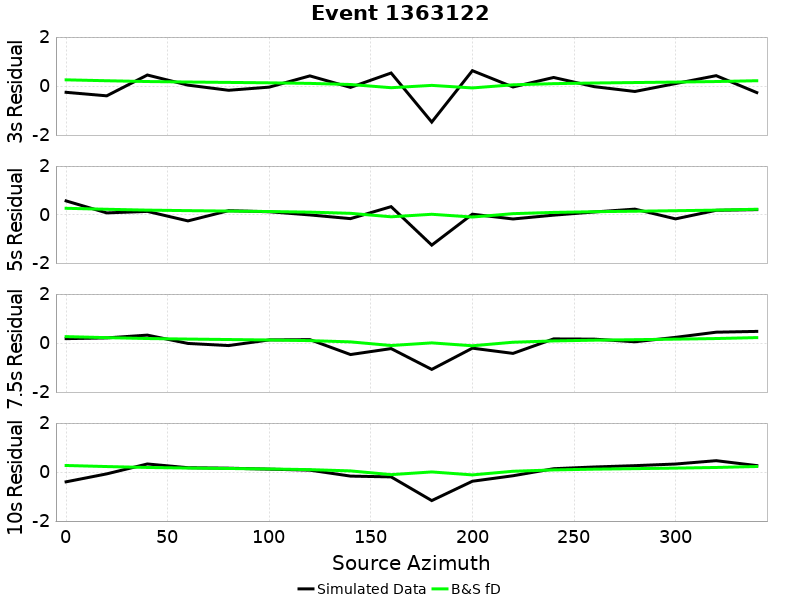 Event 1363122
3s Residual
2
0
-2
5s Residual
2
0
-2
7.5s Residual
2
0
-2
10s Residual
2
0
-2
0 50 100 150 200 250 300
Source Azimuth
Simulated Data B&S fD